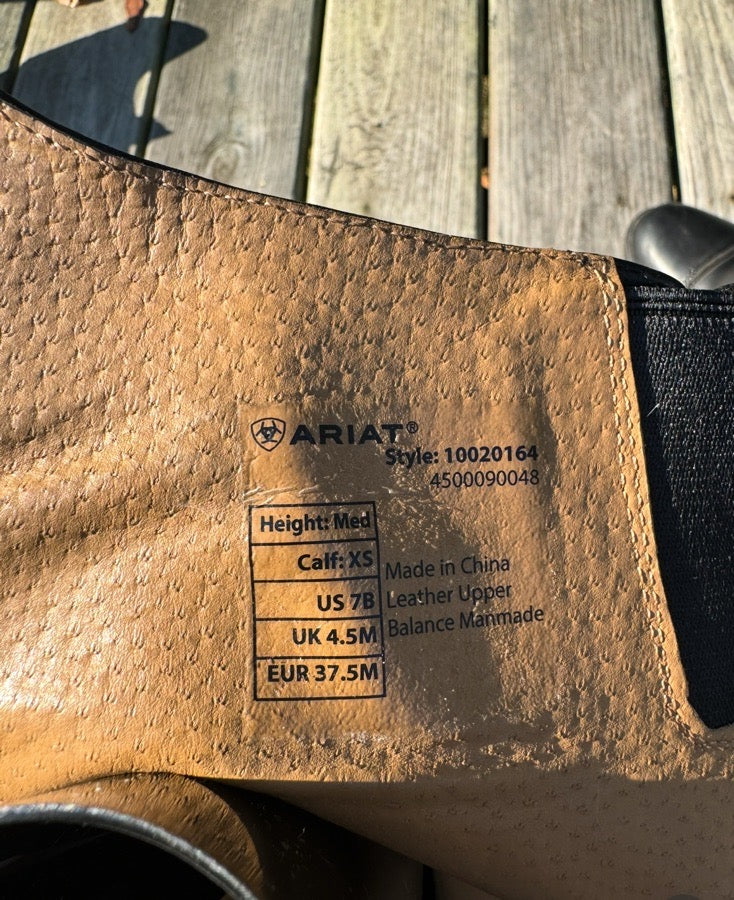 ARIAT®
Style: 10020164
4500090048
Height: Med
Calf: XS
US 7B
UK 4.5M
EUR 37.5M
Made in China
Leather Upper
Balance Manmade